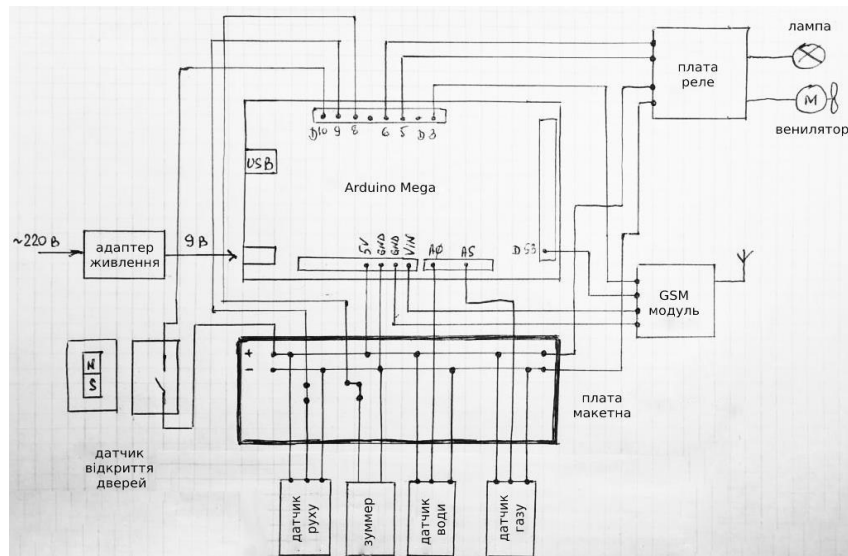 лампа
плата
реле
M
венилятор
D10 9 8 6 5 D3
USB
Arduino Mega
~220 В
адаптер
живлення
9 В
5V GND GND VIN A0 A5
D53
GSM
модуль
N
S
+
-
плата
макетна
датчик
відкриття
дверей
датчик
руху
зуммер
датчик
води
датчик
газу